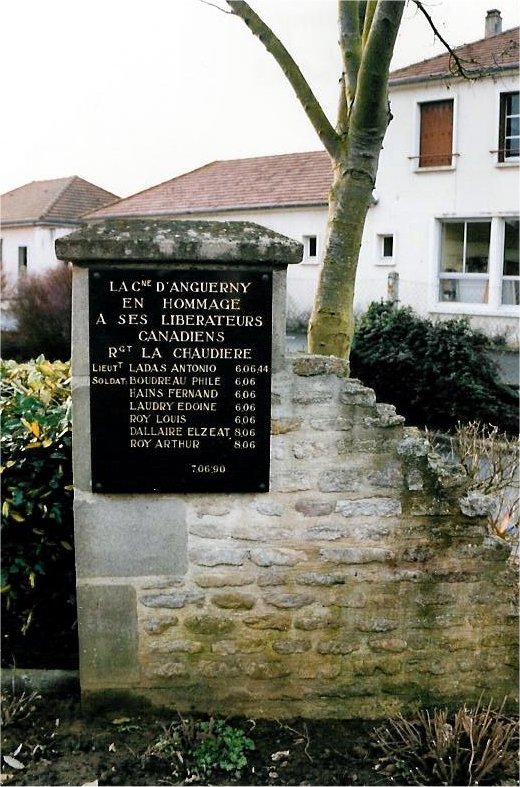 LA CNE D'ANGUERNY
EN HOMMAGE
A SES LIBERATEURS
CANADIENS
RGT LA CHAUDIERE
LIEUTT LADAS ANTONIO 6.06.44
SOLDAT: BOUDREAU PHILE 6.06
HAINS FERNAND 6.06
LAUDRY EDOINE 6.06
ROY LOUIS 6.06
DALLAIRE ELZEAT 8.06
ROY ARTHUR 8.06
7.06.90